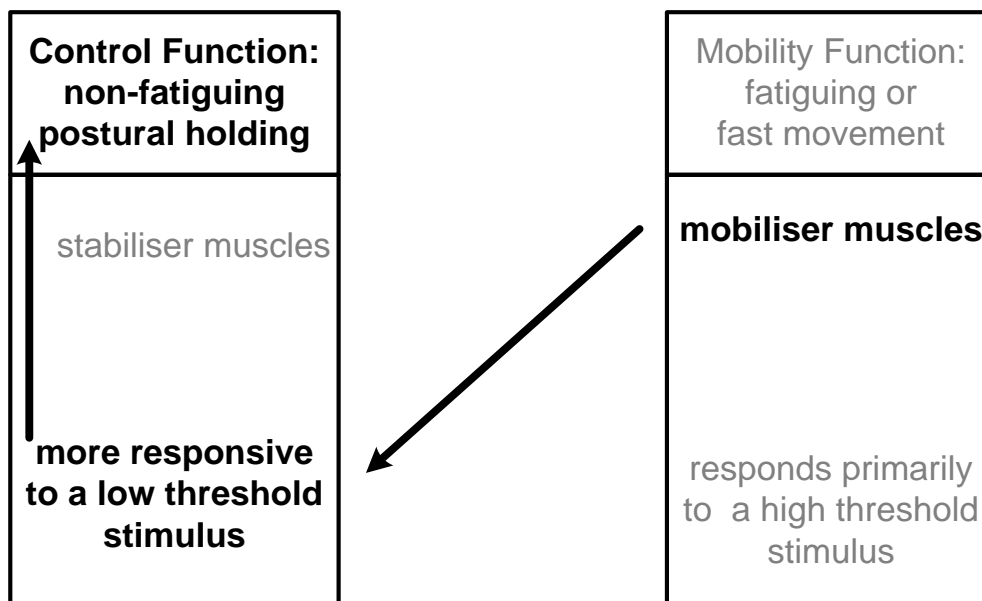 Control Function:
non-fatiguing
postural holding
stabiliser muscles
more responsive
to a low threshold
stimulus
Mobility Function:
fatiguing or
fast movement
mobiliser muscles
responds primarily
to a high threshold
stimulus